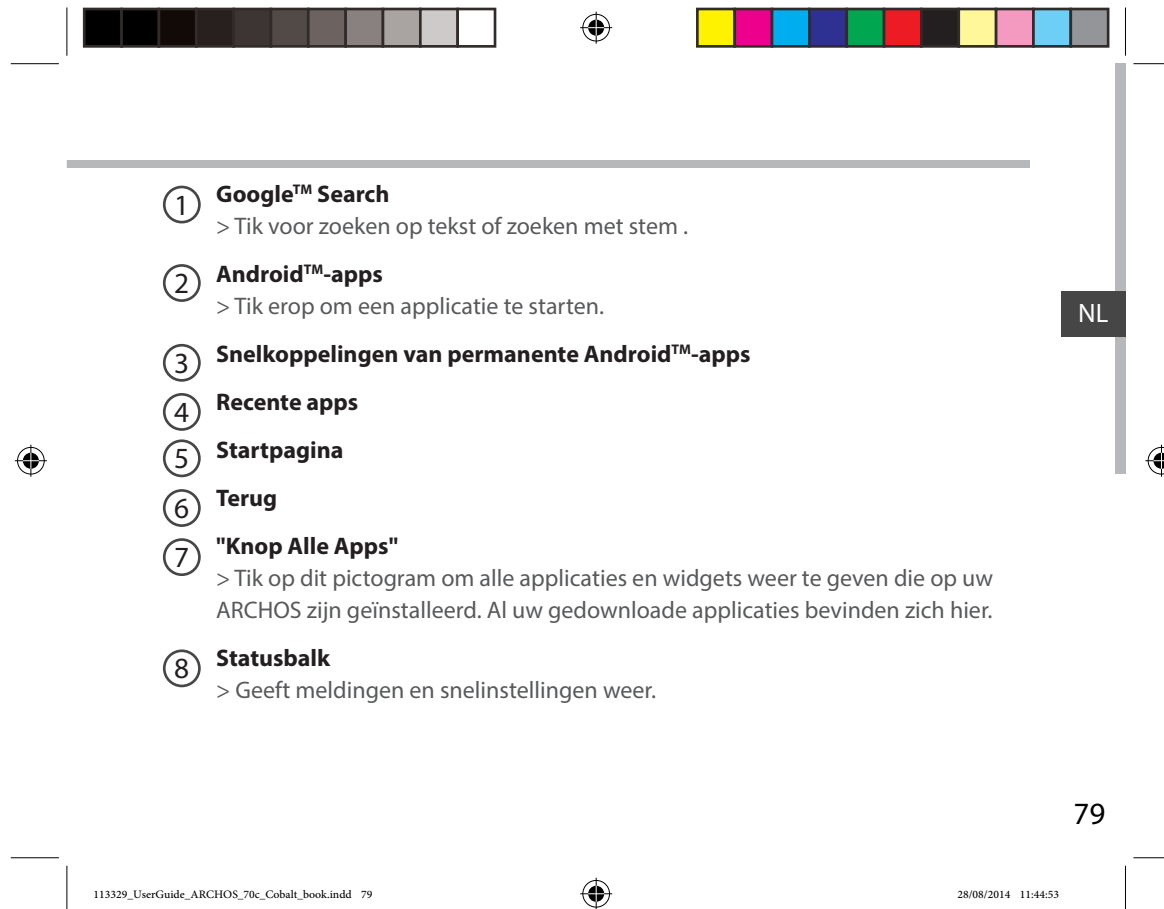 1 Google™ Search
> Tik voor zoeken op tekst of zoeken met stem .
2 Android™-apps
> Tik erop om een applicatie te starten.
NL
3 Snelkoppelingen van permanente Android™-apps
4 Recente apps
5 Startpagina
6 Terug
7 "Knop Alle Apps"
> Tik op dit pictogram om alle applicaties en widgets weer te geven die op uw
ARCHOS zijn geïnstalleerd. Al uw gedownloade applicaties bevinden zich hier.
8 Statusbalk
> Geeft meldingen en snelinstellingen weer.
79
113329_UserGuide_ARCHOS_70c_Cobalt_book.indd 79 28/08/2014 11:44:53